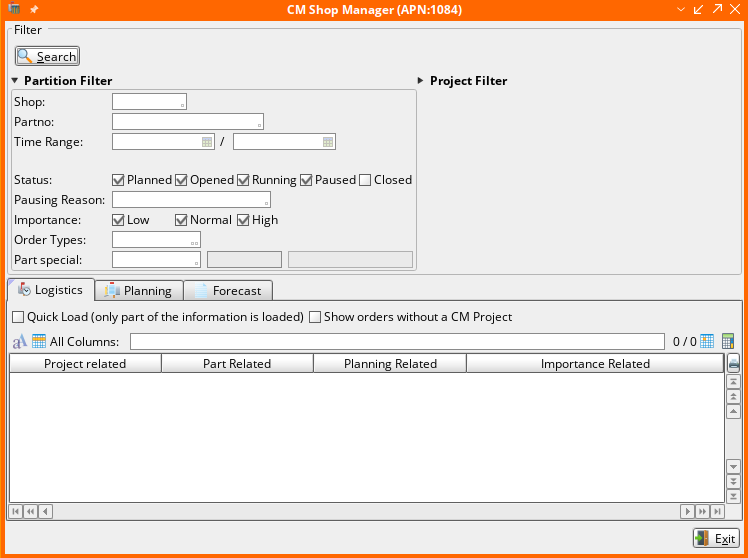 CM Shop Manager (APN:1084)
Filter
Search
Partition Filter
Project Filter
Shop:
Partno:
Time Range: /
Status: Planned Opened Running Paused Closed
Pausing Reason:
Importance: Low Normal High
Order Types:
Part special:
Logistics Planning Forecast
Quick Load (only part of the information is loaded) Show orders without a CM Project
All Columns: 0 / 0
Project related Part Related Planning Related Importance Related
Exit